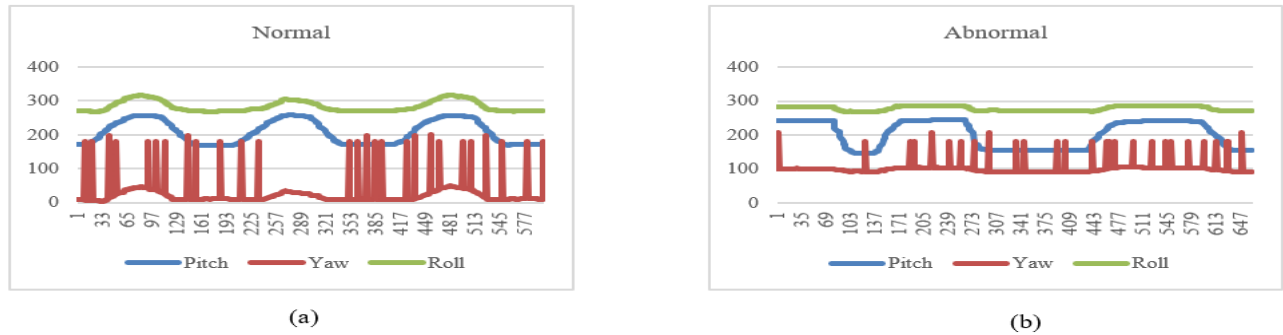 Normal
400
300
200
100
0
1 33 65 97 129 161 193 225 257 289 321 353 385 417 449 481 513 545 577
Pitch Yaw Roll
(a)
Abnormal
400
300
200
100
0
1 35 69 103 137 171 205 239 273 307 341 375 409 443 477 511 545 579 613 647
Pitch Yaw Roll
(b)